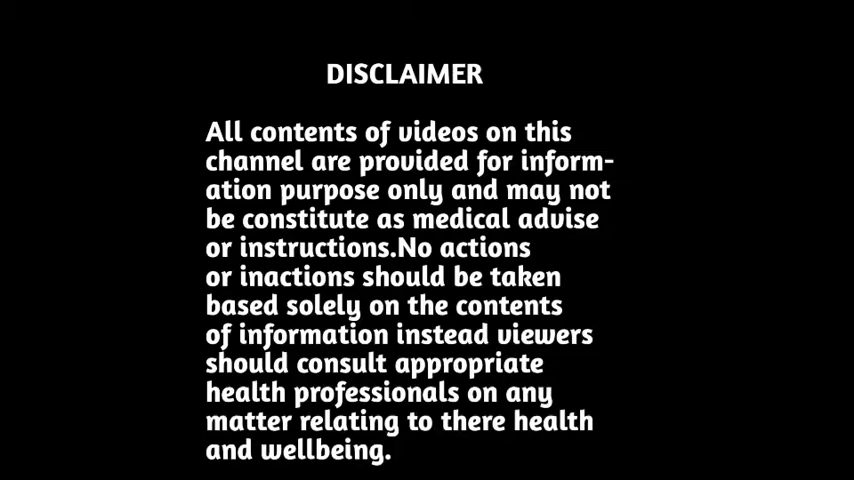 DISCLAIMER
All contents of videos on this
channel are provided for inform-
ation purpose only and may not
be constitute as medical advise
or instructions.No actions
or inactions should be taken
based solely on the contents
of information instead viewers
should consult appropriate
health professionals on any
matter relating to there health
and wellbeing.